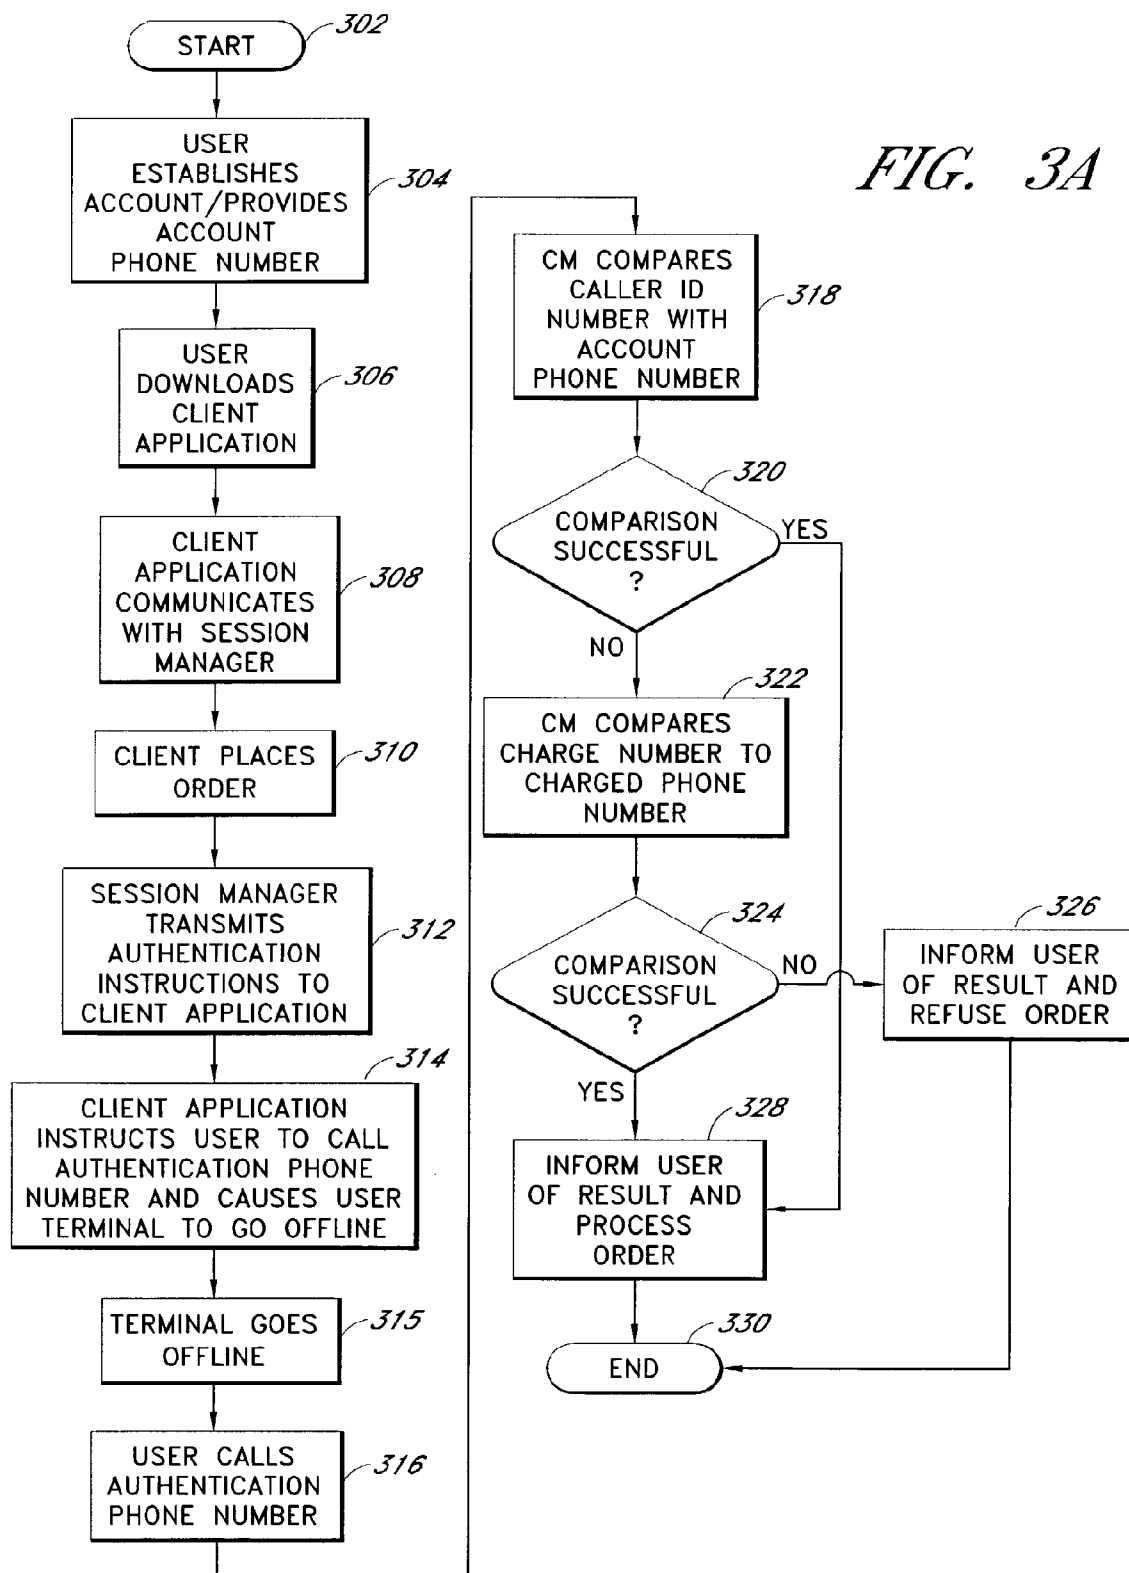 START
302
USER
ESTABLISHES
ACCOUNT/PROVIDES
ACCOUNT
PHONE NUMBER
304
USER
DOWNLOADS
CLIENT
APPLICATION
306
CLIENT
APPLICATION
COMMUNICATES
WITH SESSION
MANAGER
308
CLIENT PLACES
ORDER
310
SESSION MANAGER
TRANSMITS
AUTHENTICATION
INSTRUCTIONS TO
CLIENT APPLICATION
312
314
CLIENT APPLICATION
INSTRUCTS USER TO CALL
AUTHENTICATION PHONE
NUMBER AND CAUSES USER
TERMINAL TO GO OFFLINE
TERMINAL GOES
OFFLINE
315
USER CALLS
AUTHENTICATION
PHONE NUMBER
316
FIG. 3A
CM COMPARES
CALLER ID
NUMBER WITH
ACCOUNT
PHONE NUMBER
318
320
COMPARISON
SUCCESSFUL
?
YES
NO
322
CM COMPARES
CHARGE NUMBER TO
CHARGED PHONE
NUMBER
324
COMPARISON
SUCCESSFUL
?
NO
YES
326
INFORM USER
OF RESULT AND
REFUSE ORDER
328
INFORM USER
OF RESULT AND
PROCESS
ORDER
330
END